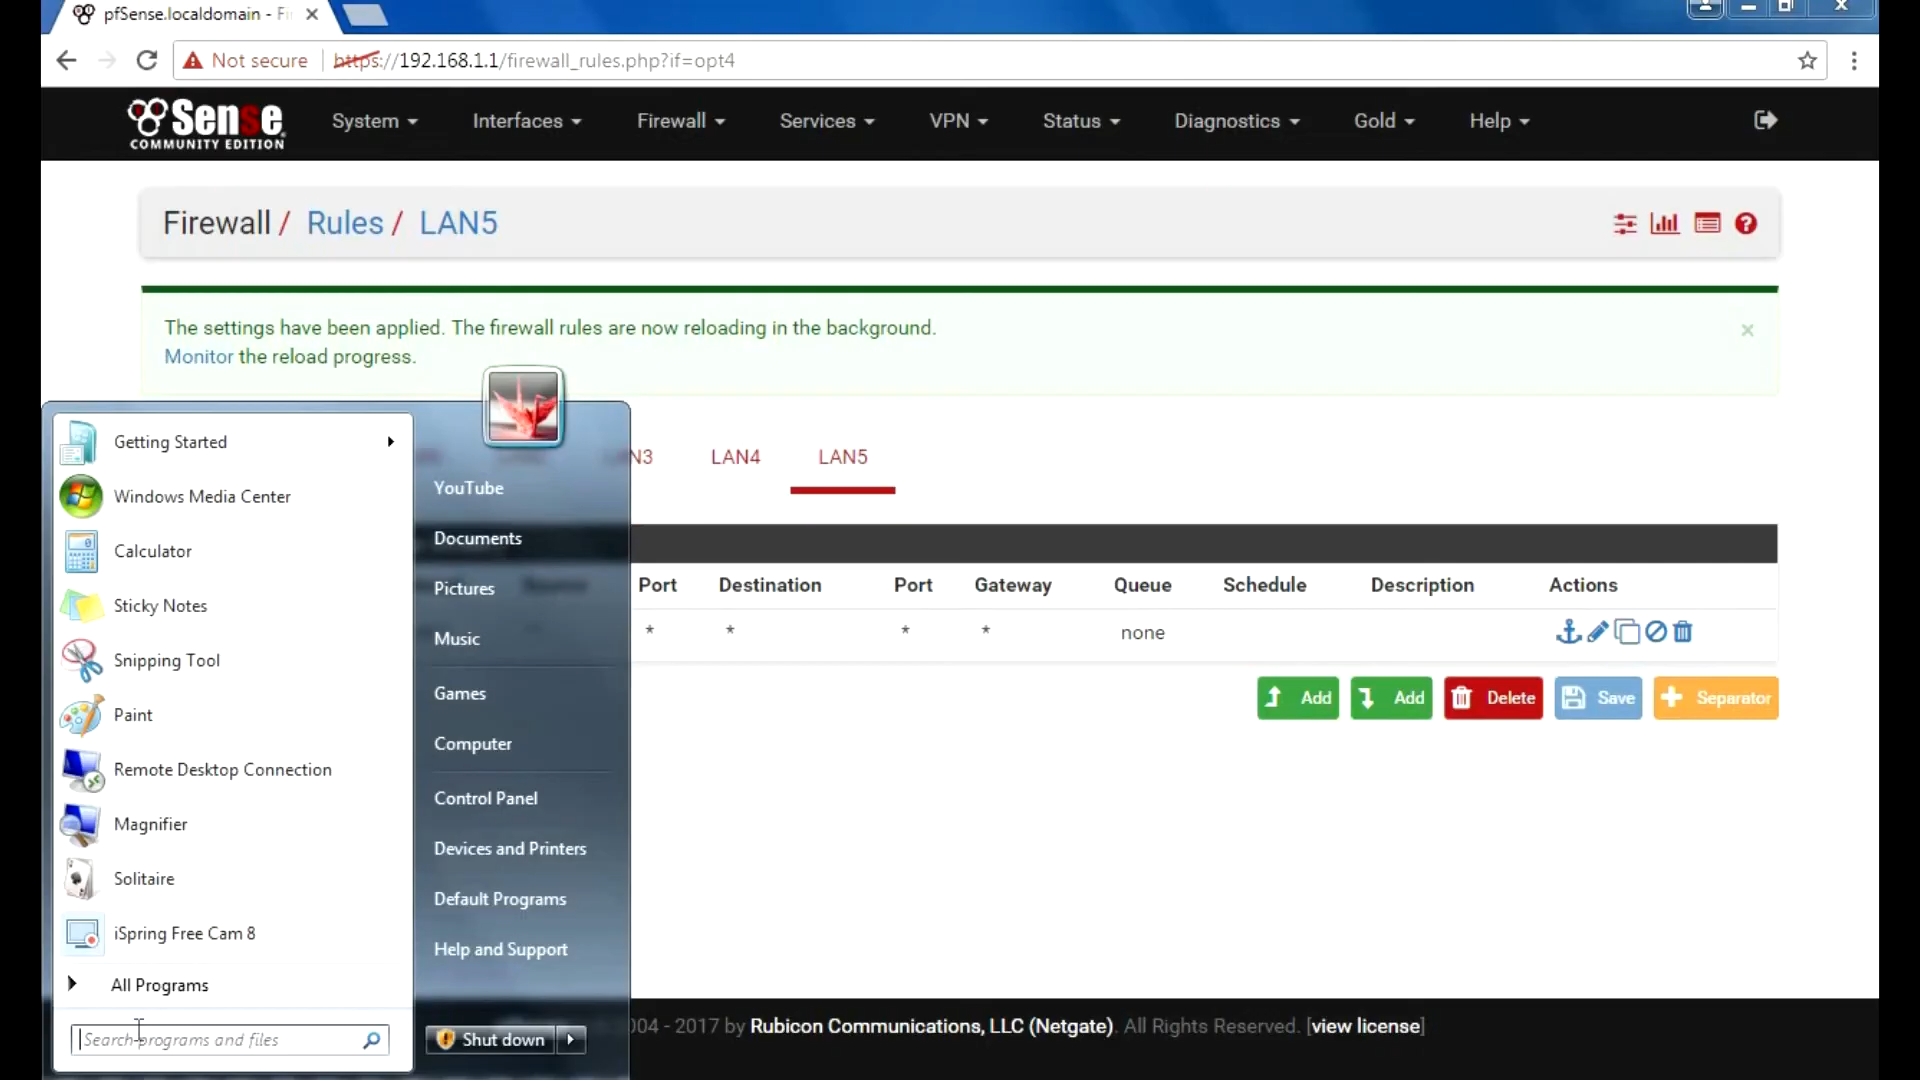 pfSense.localdomain - Fi
Not secure https://192.168.1.1/firewall_rules.php?if=opt4
Sense
COMMUNITY EDITION
System Interfaces Firewall Services VPN Status Diagnostics Gold Help
Firewall / Rules / LAN5
The settings have been applied. The firewall rules are now reloading in the background.
Monitor the reload progress.
N3 LAN4 LAN5
Port Destination Port Gateway Queue Schedule Description Actions
* * * * none
Add Add Delete Save Separator
Getting Started
Windows Media Center
Calculator
Sticky Notes
Snipping Tool
Paint
Remote Desktop Connection
Magnifier
Solitaire
iSpring Free Cam 8
All Programs
Search programs and files
YouTube
Documents
Pictures
Music
Games
Computer
Control Panel
Devices and Printers
Default Programs
Help and Support
Shut down
004 - 2017 by Rubicon Communications, LLC (Netgate). All Rights Reserved. [view license]